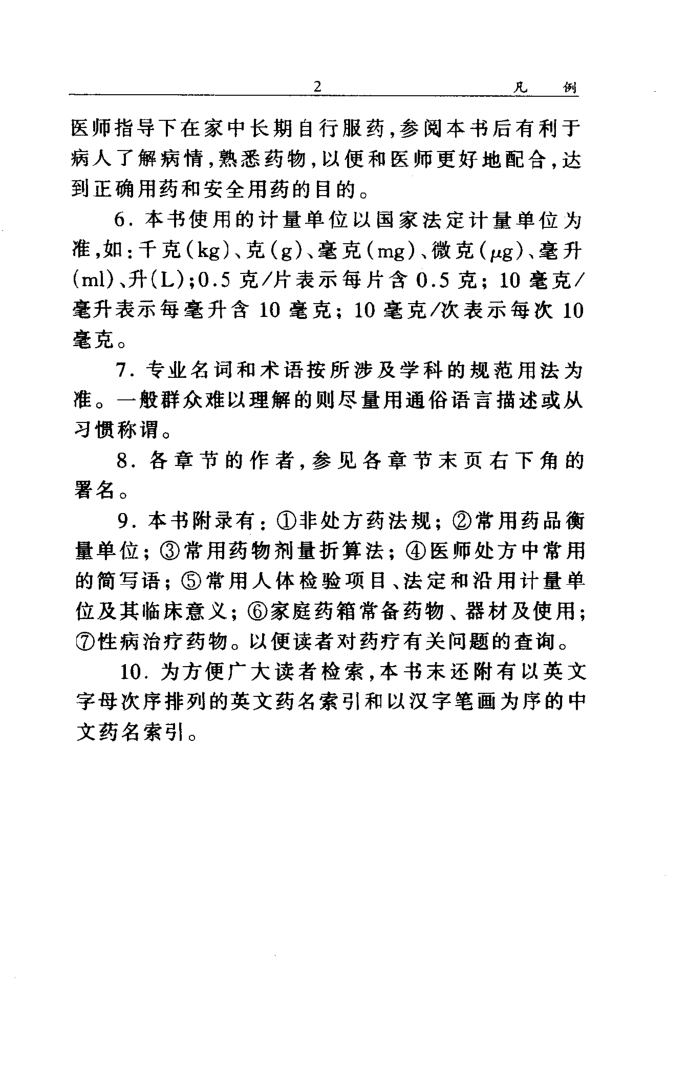 2 凡 例
医师指导下在家中长期自行服药,参阅本书后有利于
病人了解病情,熟悉药物,以便和医师更好地配合,达
到正确用药和安全用药的目的。
6. 本书使用的计量单位以国家法定计量单位为
准,如:千克(kg)、克(g)、毫克(mg)、微克(μg)、毫升
(ml)、升(L);0.5 克/片表示每片含 0.5 克; 10 毫克/
毫升表示每毫升含 10 毫克; 10 毫克/次表示每次 10
毫克。
7. 专业名词和术语按所涉及学科的规范用法为
准。一般群众难以理解的则尽量用通俗语言描述或从
习惯称谓。
8. 各章节的作者,参见各章节末页右下角的
署名。
9. 本书附录有: ①非处方药法规; ②常用药品衡
量单位; ③常用药物剂量折算法; ④医师处方中常用
的简写语; ⑤常用人体检验项目、法定和沿用计量单
位及其临床意义; ⑥家庭药箱常备药物、器材及使用;
⑦性病治疗药物。以便读者对药疗有关问题的查询。
10. 为方便广大读者检索,本书末还附有以英文
字母次序排列的英文药名索引和以汉字笔画为序的中
文药名索引。